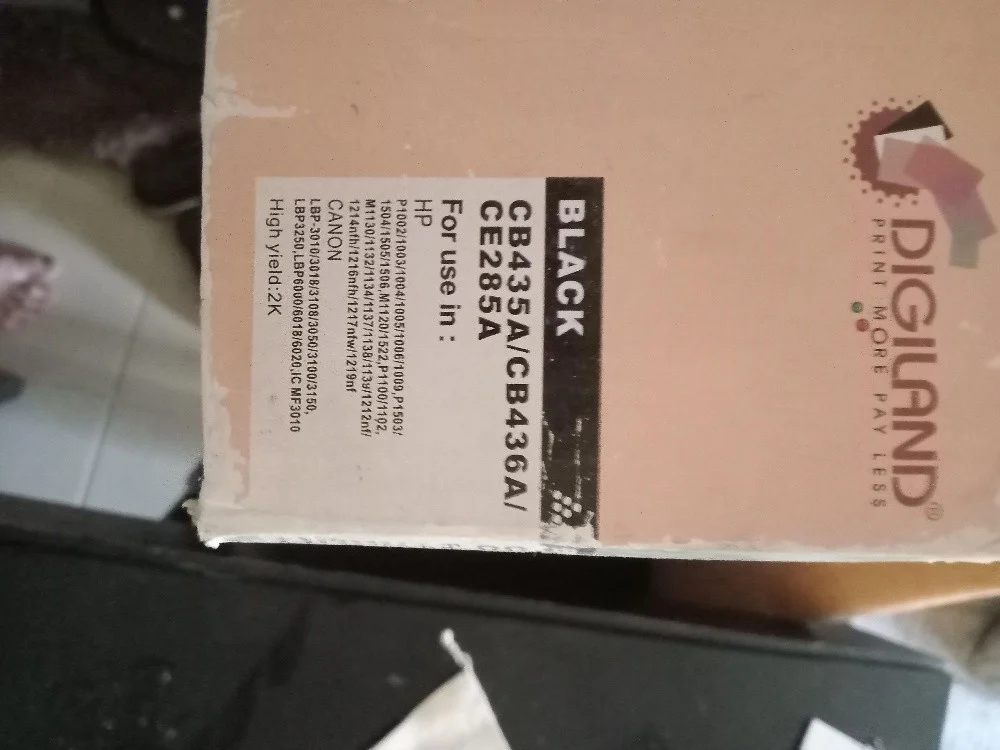 DIGILAND®
PRINT MORE PAY LESS
BLACK
CB435A/CB436A/
CE285A
For use in :
HP
P1002/1003/1004/1005/1006/1009,P1503/
1504/1505/1506,M1120/1522,P1100/1102,
M1130/1132/1134/1137/1138/1139/1212nf/
1214nfh/1216nfh/1217nfw/1219nf
CANON
LBP-3010/3018/3108/3050/3100/3150,
LBP3250,LBP6000/6018/6020,IC MF3010
High yield:2K